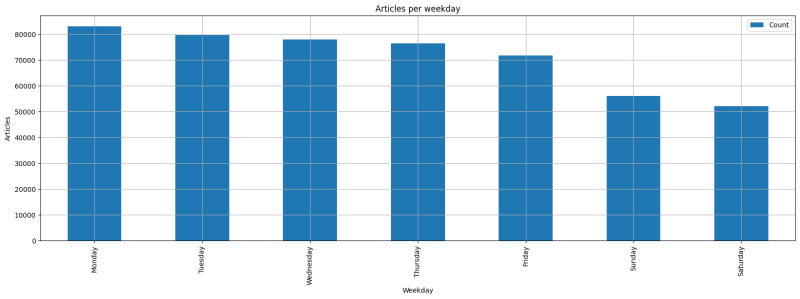 Articles per weekday
Count
80000
70000
60000
50000
40000
30000
20000
10000
0
Articles
Monday
Tuesday
Wednesday
Thursday
Friday
Sunday
Saturday
Weekday